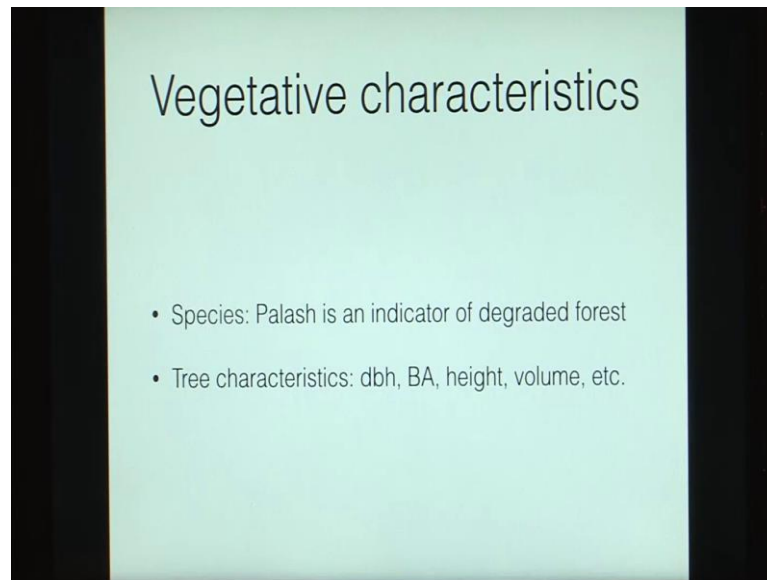 Vegetative characteristics
• Species: Palash is an indicator of degraded forest
• Tree characteristics: dbh, BA, height, volume, etc.